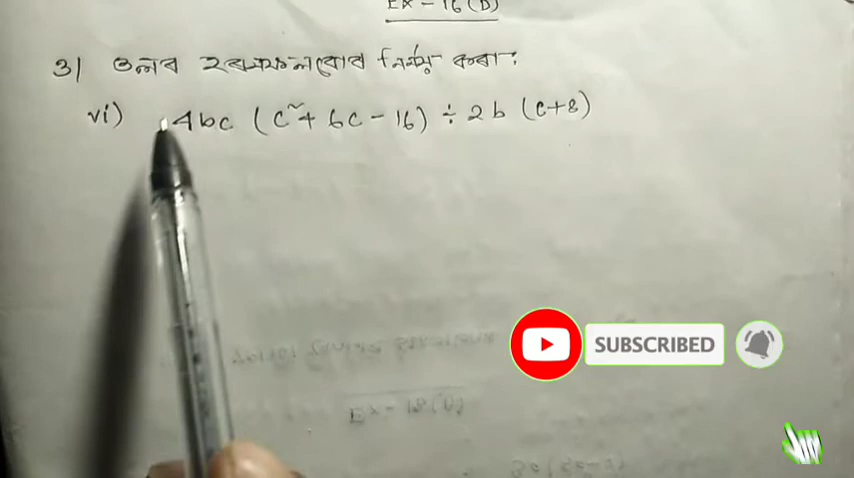 Ex - 16 (D)
3| তলৰ হৰণফলবোৰ নিৰ্ণয় কৰা :
vi) 4bc (c²+ 6c - 16) ÷ 2b (c+8)
SUBSCRIBED